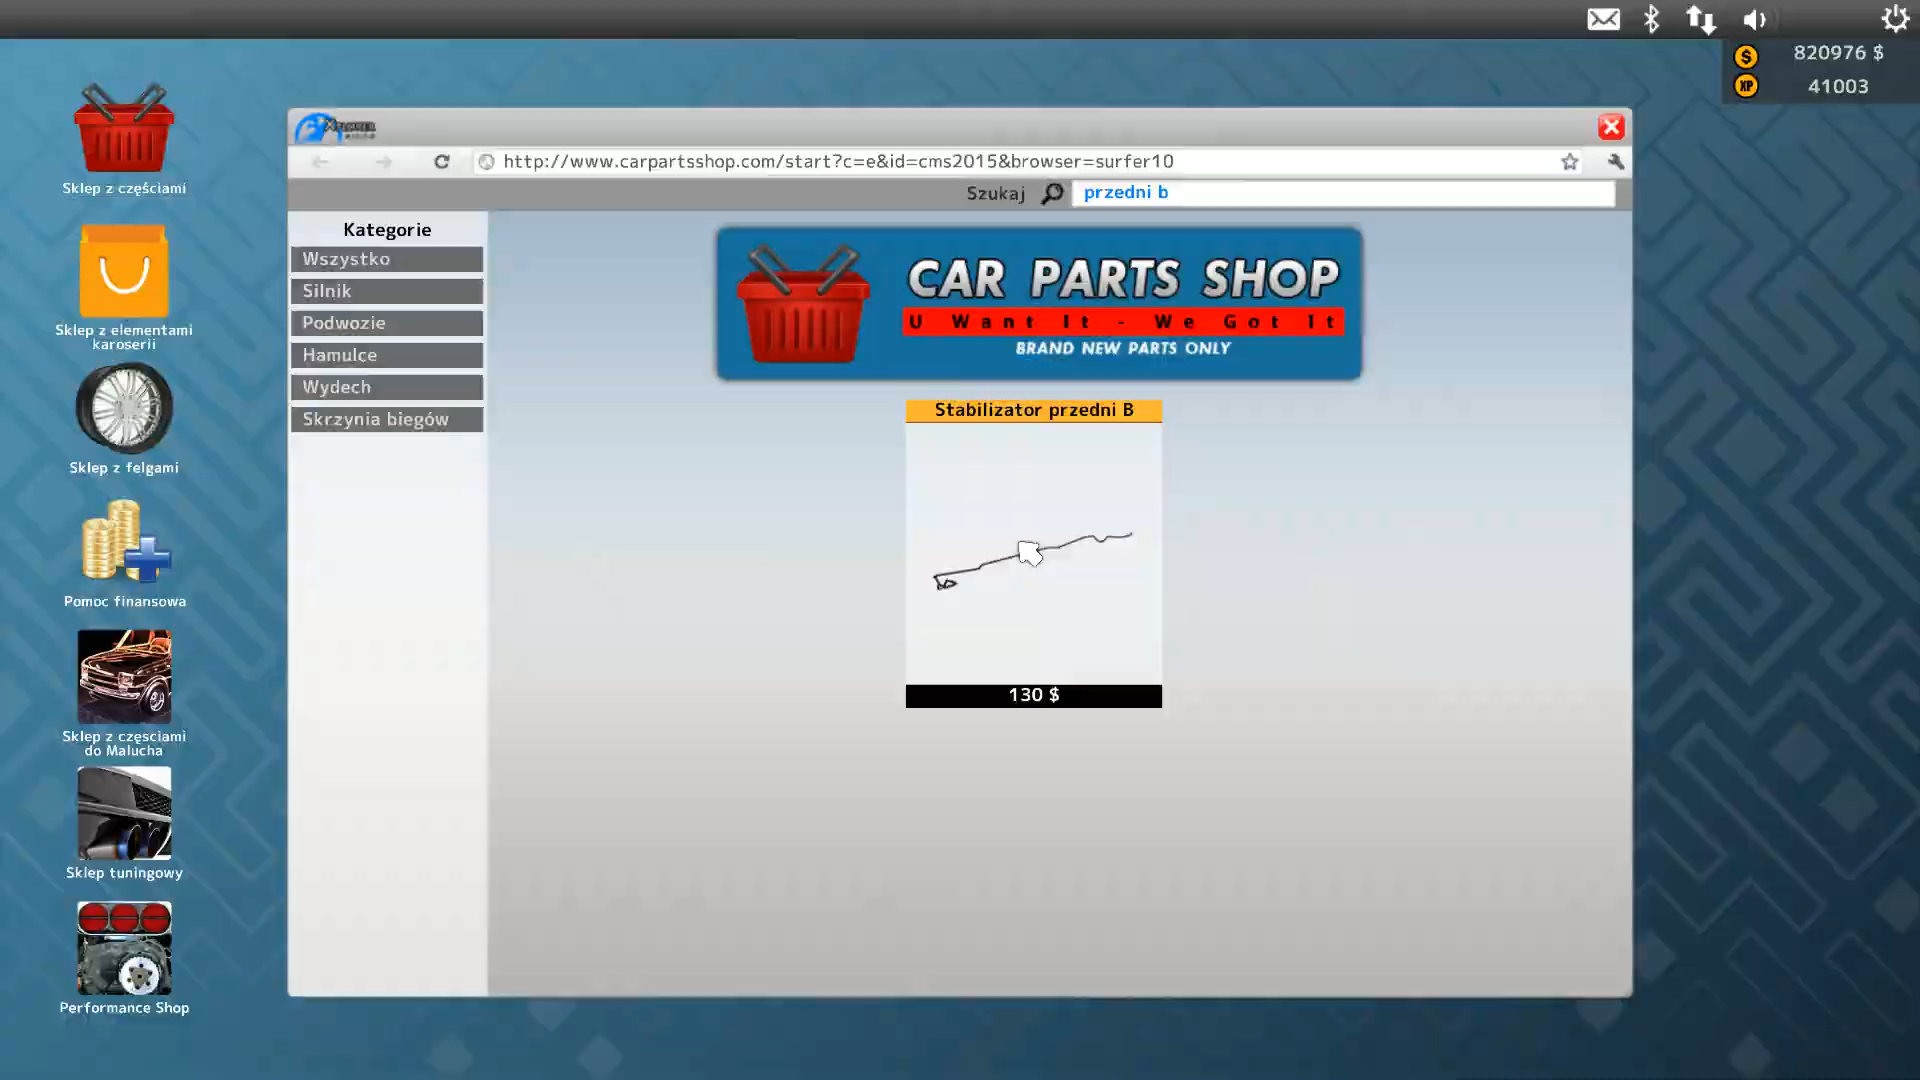 820976 $
41003
Sklep z częściami
Sklep z elementami
karoserii
Sklep z felgami
Pomoc finansowa
Sklep z częsciami
do Malucha
Sklep tuningowy
Performance Shop
http://www.carpartsshop.com/start?c=e&id=cms2015&browser=surfer10
Szukaj
przedni b
Kategorie
Wszystko
Silnik
Podwozie
Hamulce
Wydech
Skrzynia biegów
CAR PARTS SHOP
U Want It - We Got It
BRAND NEW PARTS ONLY
Stabilizator przedni B
130 $